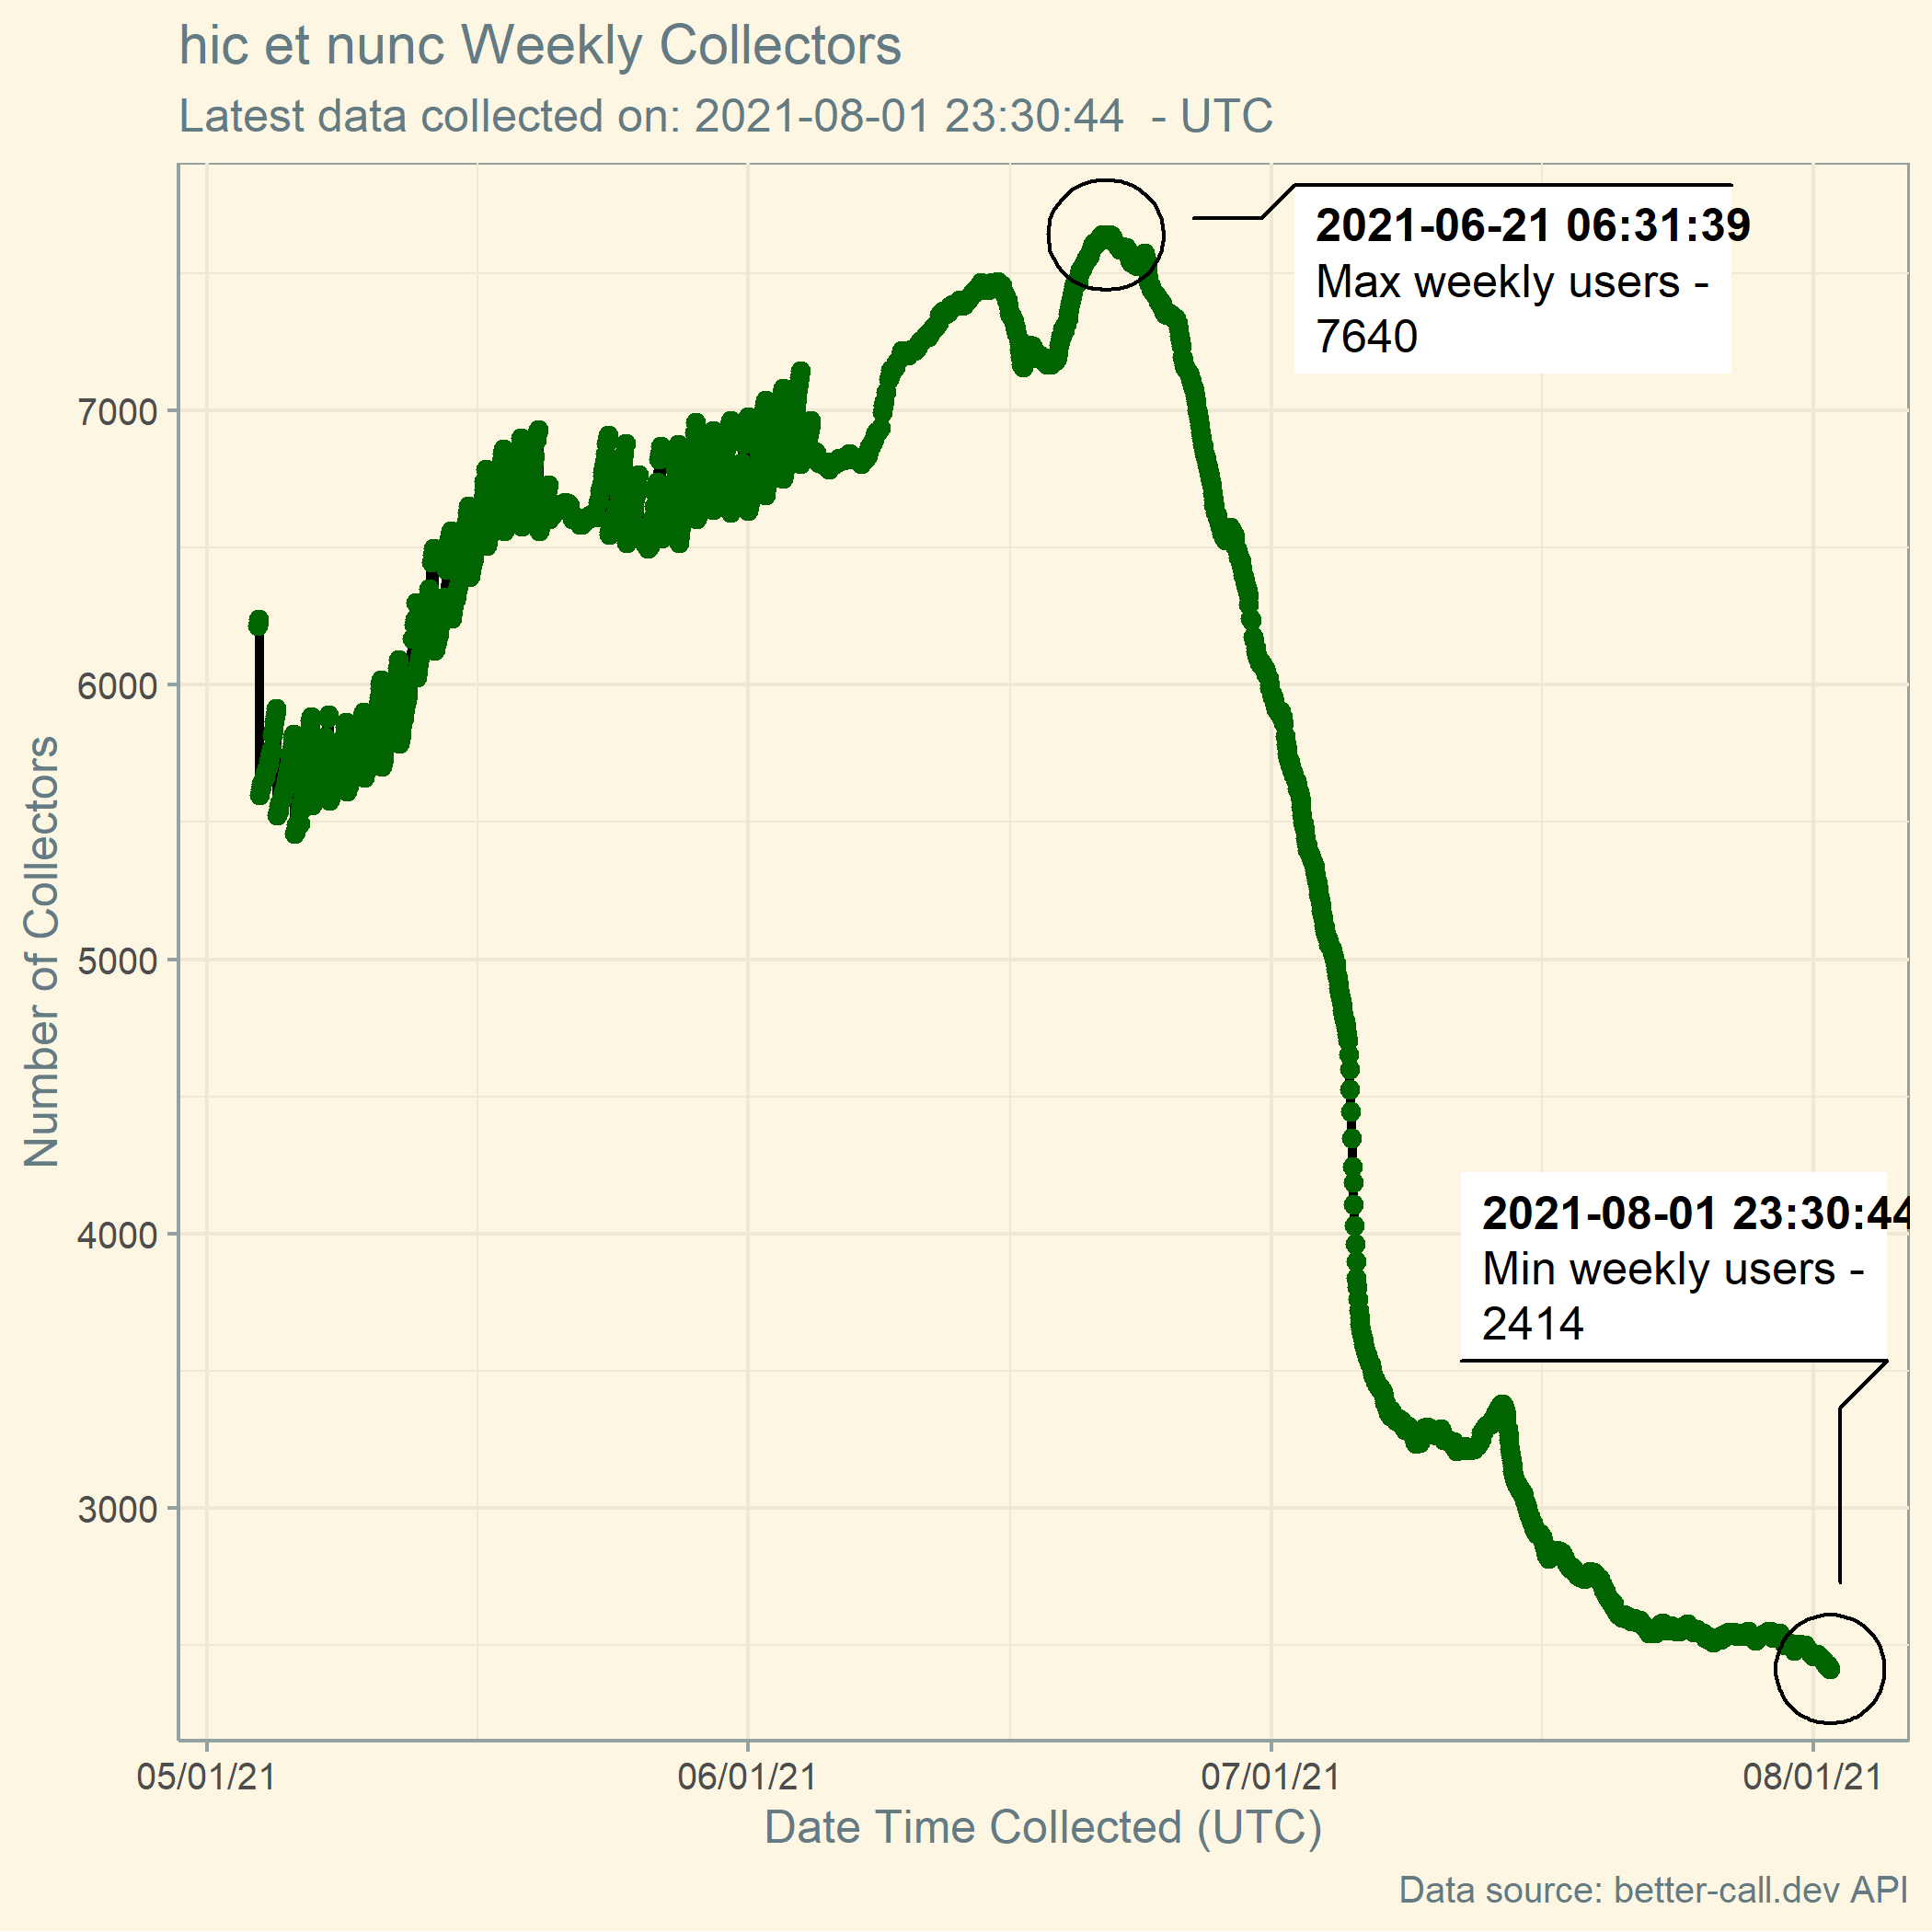 hic et nunc Weekly Collectors
Latest data collected on: 2021-08-01 23:30:44  - UTC
2021-06-21 06:31:39
Max weekly users -
7640
7000
6000
5000
4000
3000
Number of Collectors
2021-08-01 23:30:44
Min weekly users -
2414
05/01/21 06/01/21 07/01/21 08/01/21
Date Time Collected (UTC)
Data source: better-call.dev API